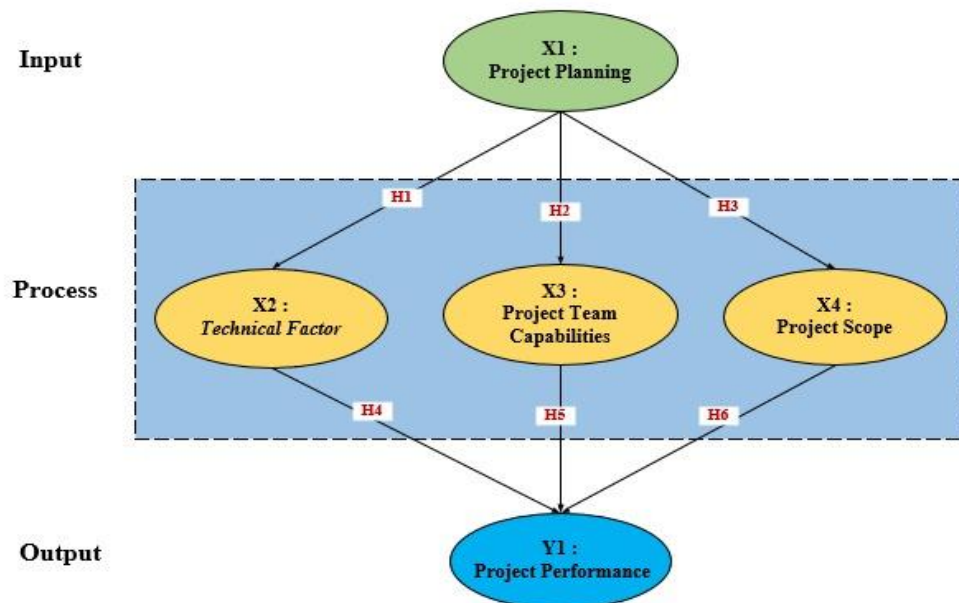 Input
X1 :
Project Planning
H1
H2
H3
Process
X2 :
Technical Factor
X3 :
Project Team
Capabilities
X4 :
Project Scope
H4
H5
H6
Output
Y1 :
Project Performance